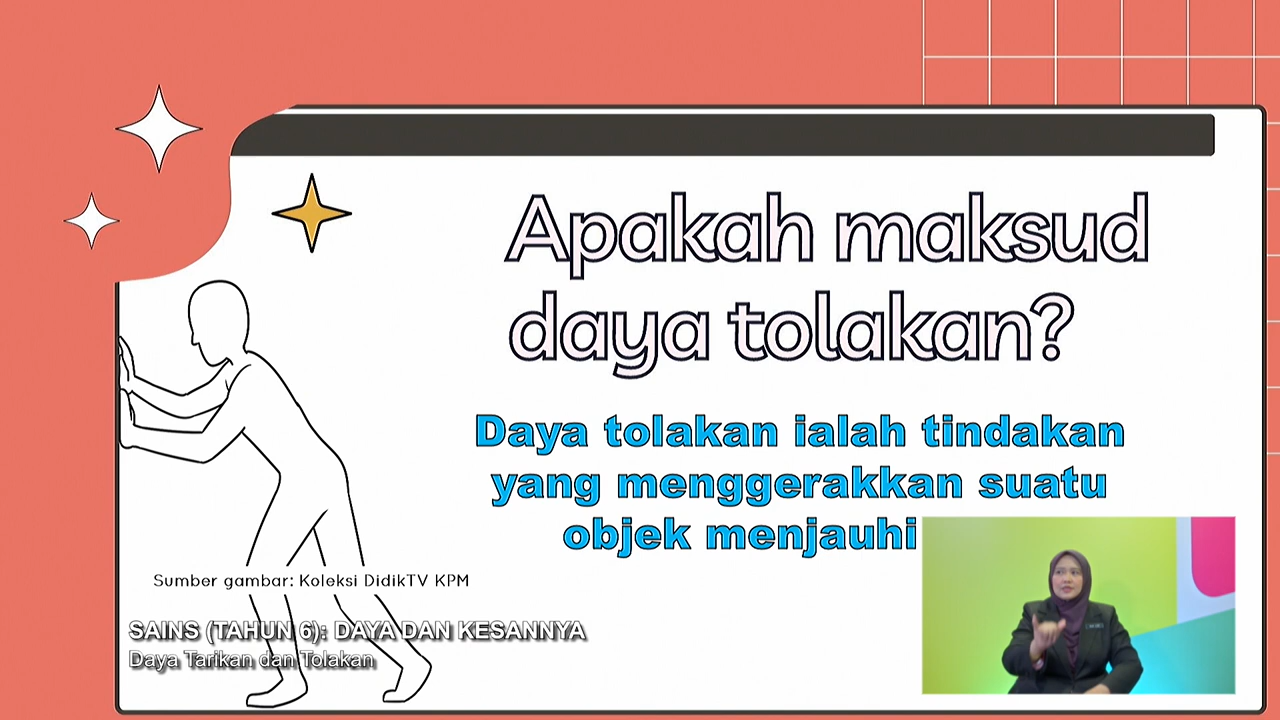 Apakah maksud
daya tolakan?
Daya tolakan ialah tindakan
yang menggerakkan suatu
objek menjauhi
Sumber gambar: Koleksi DidikTV KPM
SAINS (TAHUN 6): DAYA DAN KESANNYA
Daya Tarikan dan Tolakan